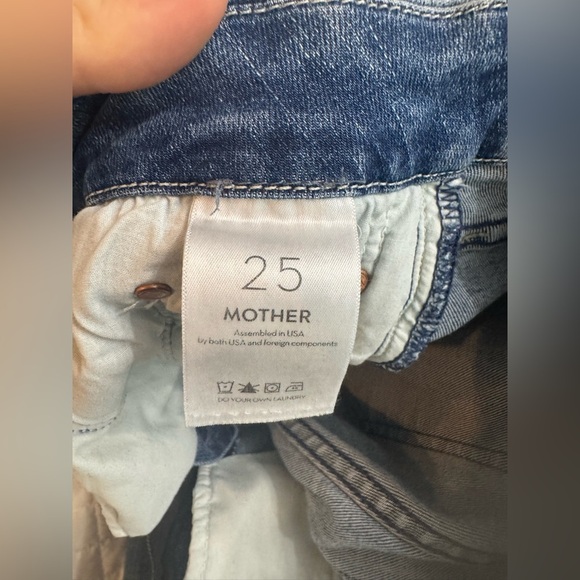 25
MOTHER
Assembled in USA
by both USA and foreign components
DO YOUR OWN LAUNDRY